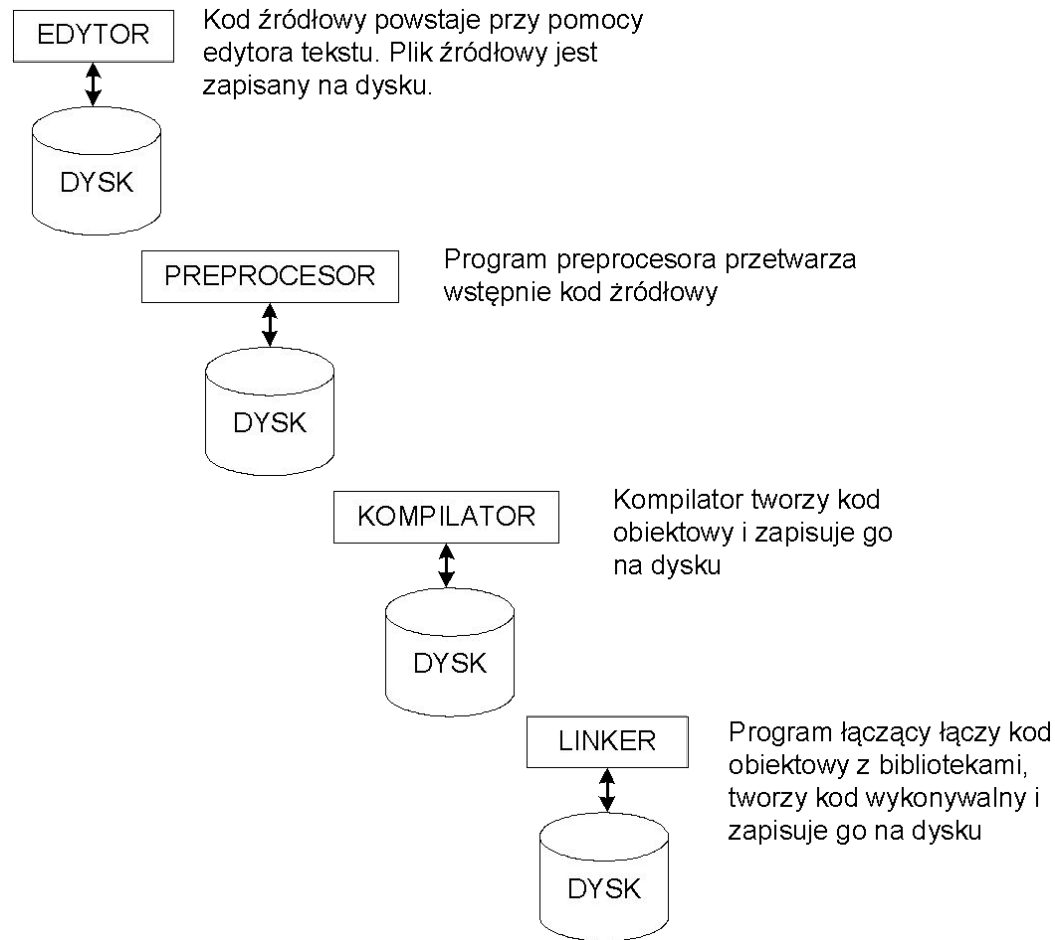 EDYTOR
Kod źródłowy powstaje przy pomocy
edytora tekstu. Plik źródłowy jest
zapisany na dysku.
DYSK
PREPROCESOR
Program preprocesora przetwarza
wstępnie kod źródłowy
DYSK
KOMPILATOR
Kompilator tworzy kod
obiektowy i zapisuje go
na dysku
DYSK
LINKER
Program łączący łączy kod
obiektowy z bibliotekami,
tworzy kod wykonywalny i
zapisuje go na dysku
DYSK